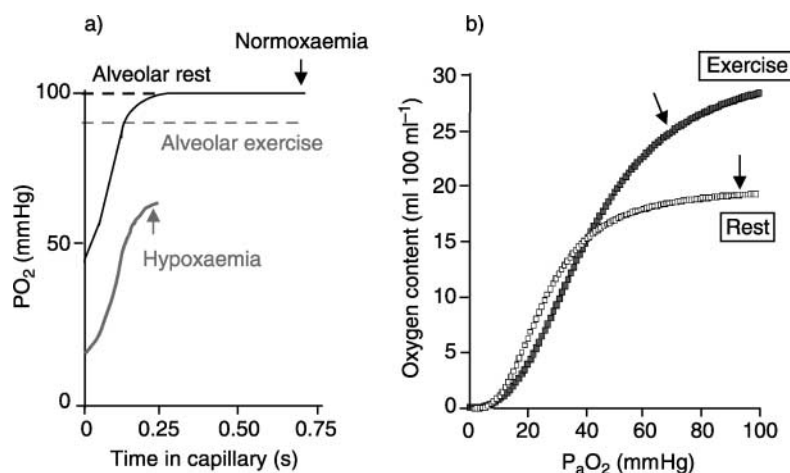 a)
Normoxaemia
Alveolar rest
100
Alveolar exercise
50
Hypoxaemia
0
PO₂ (mmHg)
0 0.25 0.50 0.75
Time in capillary (s)
b)
30
25
20
15
10
5
0
Oxygen content (ml 100 ml⁻¹)
Exercise
Rest
0 20 40 60 80 100
PₐO₂ (mmHg)